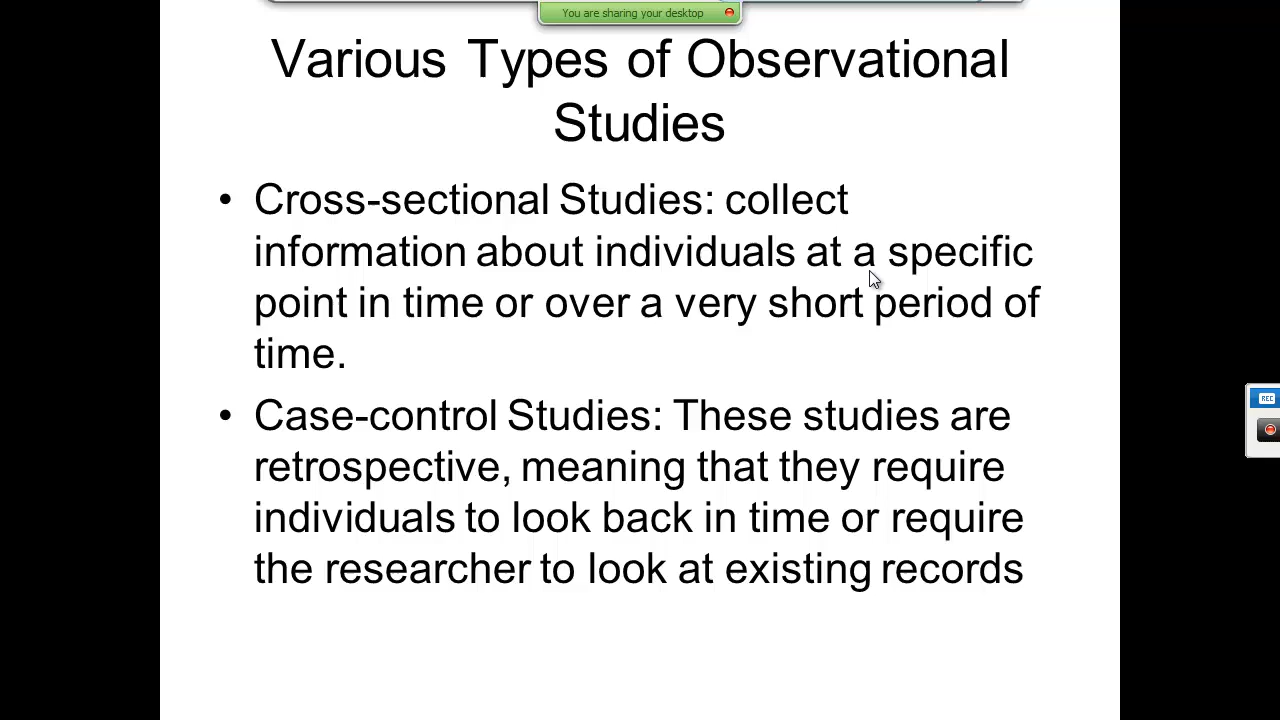 You are sharing your desktop
Various Types of Observational
Studies
• Cross-sectional Studies: collect
information about individuals at a specific
point in time or over a very short period of
time.
• Case-control Studies: These studies are
retrospective, meaning that they require
individuals to look back in time or require
the researcher to look at existing records
REC